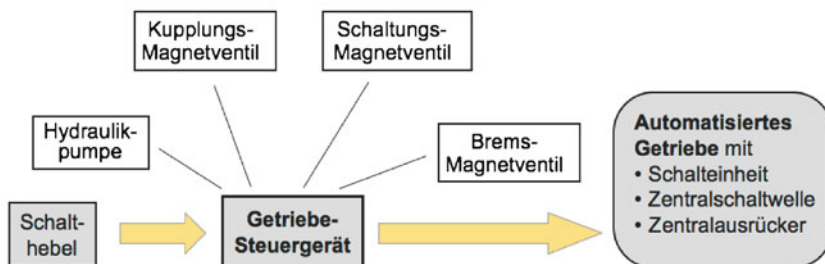 Kupplungs-
Magnetventil
Schaltungs-
Magnetventil
Hydraulik-
pumpe
Brems-
Magnetventil
Schalt-
hebel
Getriebe-
Steuergerät
Automatisiertes
Getriebe mit
• Schalteinheit
• Zentralschaltwelle
• Zentralausrücker